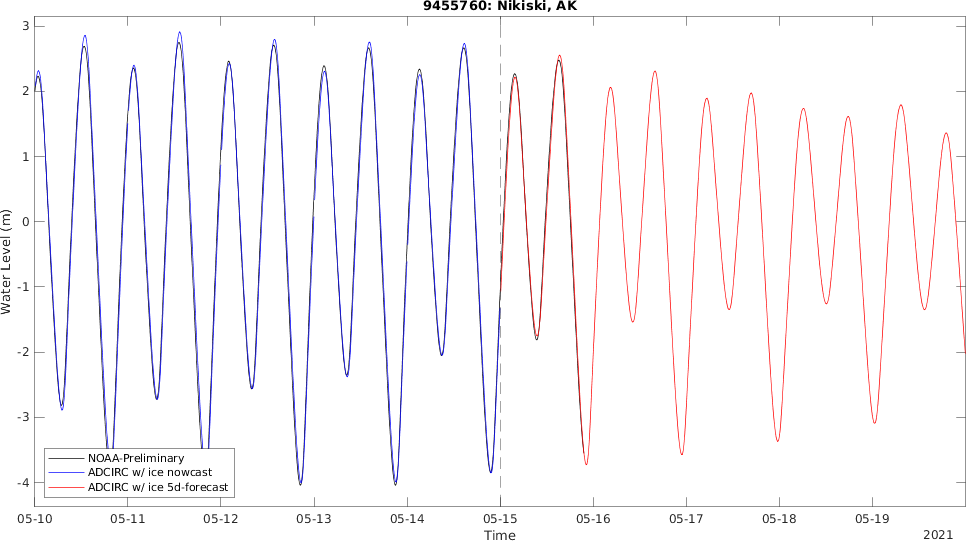 9455760: Nikiski, AK
3
2
1
0
-1
-2
-3
-4
Water Level (m)
NOAA-Preliminary
ADCIRC w/ ice nowcast
ADCIRC w/ ice 5d-forecast
05-10 05-11 05-12 05-13 05-14 05-15 05-16 05-17 05-18 05-19
Time
2021